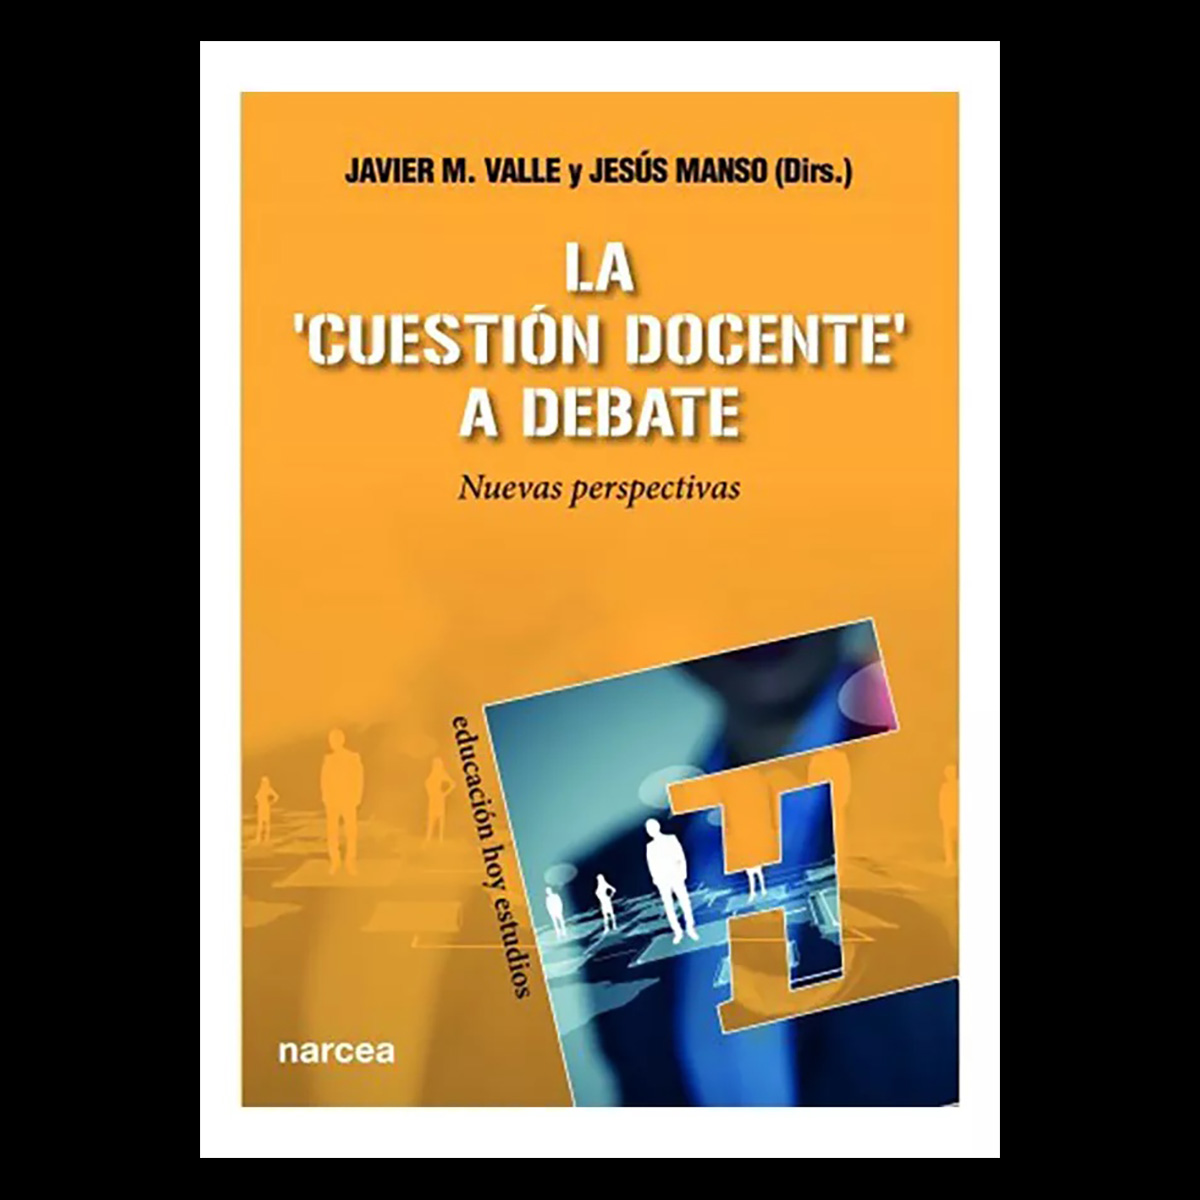 JAVIER M. VALLE y JESÚS MANSO (Dirs.)
LA
'CUESTIÓN DOCENTE'
A DEBATE
Nuevas perspectivas
educación hoy estudios
narcea